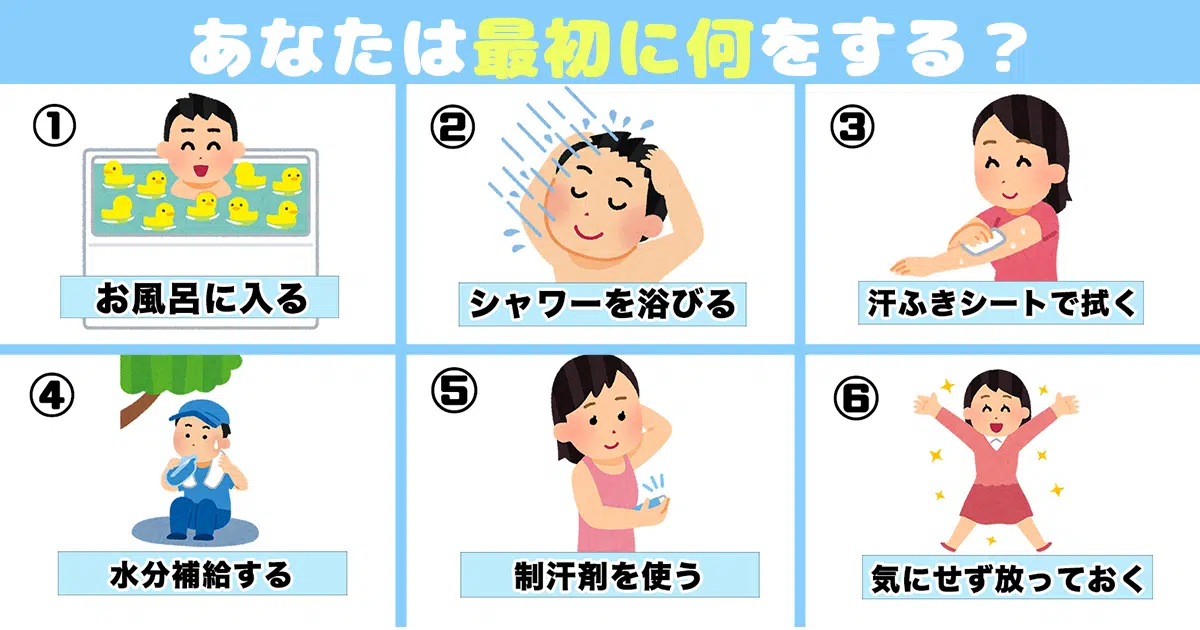 あなたは最初に何をする？
①
お風呂に入る
②
シャワーを浴びる
③
汗ふきシートで拭く
④
水分補給する
⑤
制汗剤を使う
⑥
気にせず放っておく